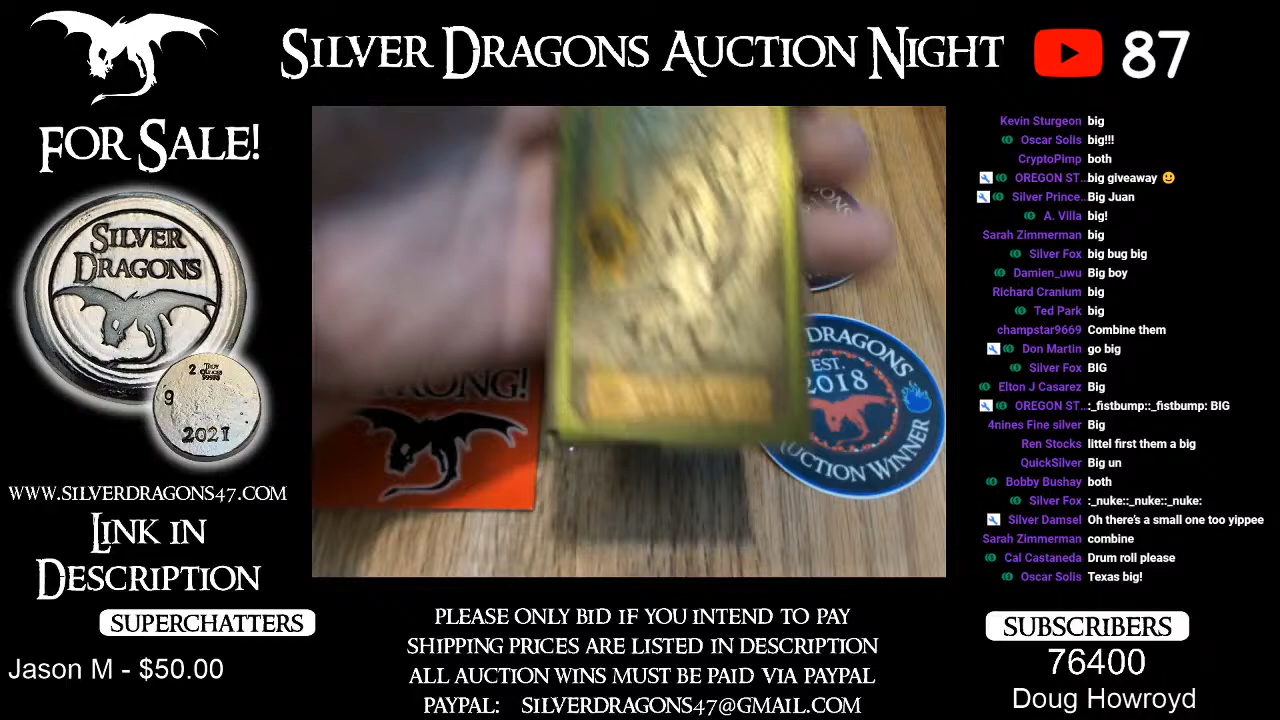 SILVER DRAGONS AUCTION NIGHT
87
FOR SALE!
SILVER
DRAGONS
2 TROY
OUNCES
9
2021
WWW.SILVERDRAGONS47.COM
LINK IN
DESCRIPTION
SUPERCHATTERS
Jason M - $50.00
DRAGONS
EST.
2018
AUCTION WINNER
Kevin Sturgeon big
Oscar Solis big!!!
CryptoPimp both
OREGON ST.. big giveaway 😃
Silver Prince.. Big Juan
A. Villa big!
Sarah Zimmerman big
Silver Fox big bug big
Damien_uwu Big boy
Richard Cranium big
Ted Park big
champstar9669 Combine them
Don Martin go big
Silver Fox BIG
Elton J Casarez Big
OREGON ST.. :_fistbump::_fistbump: BIG
4nines Fine silver Big
Ren Stocks littel first them a big
QuickSilver Big un
Bobby Bushay both
Silver Fox :_nuke::_nuke::_nuke:
Silver Damsel Oh there's a small one too yippee
Sarah Zimmerman combine
Cal Castaneda Drum roll please
Oscar Solis Texas big!
PLEASE ONLY BID IF YOU INTEND TO PAY
SHIPPING PRICES ARE LISTED IN DESCRIPTION
ALL AUCTION WINS MUST BE PAID VIA PAYPAL
PAYPAL: SILVERDRAGONS47@GMAIL.COM
SUBSCRIBERS
76400
Doug Howroyd